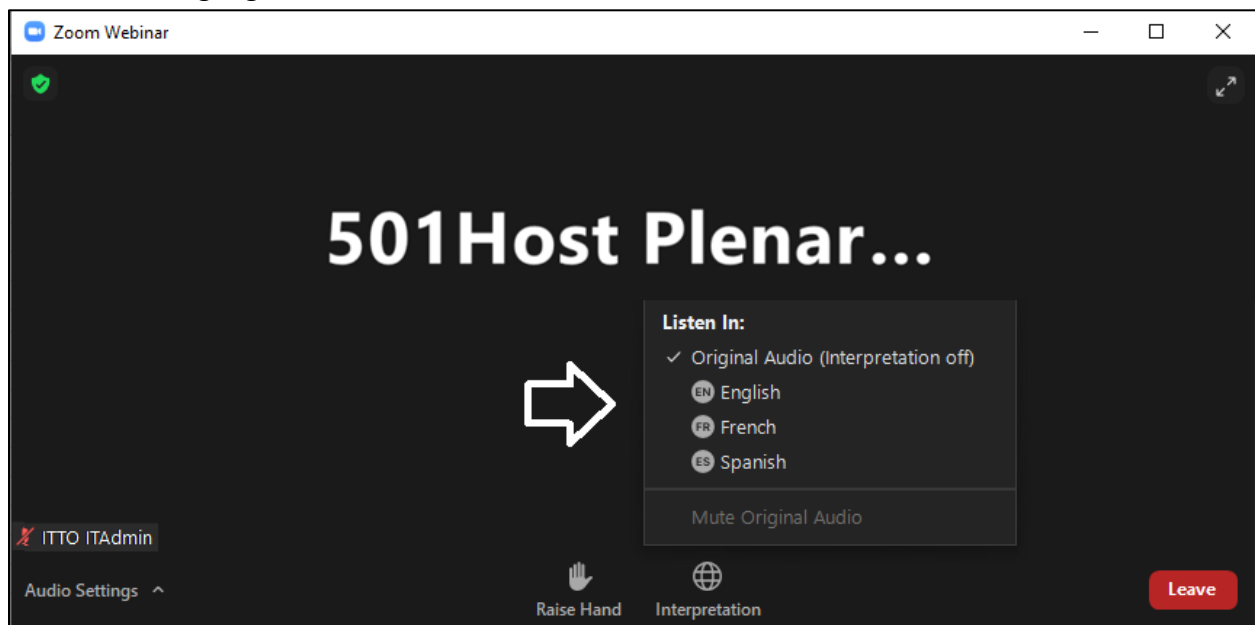 Zoom Webinar
501Host Plenar...
Listen In:
Original Audio (Interpretation off)
EN English
FR French
ES Spanish
Mute Original Audio
ITTO ITAdmin
Audio Settings
Raise Hand
Interpretation
Leave